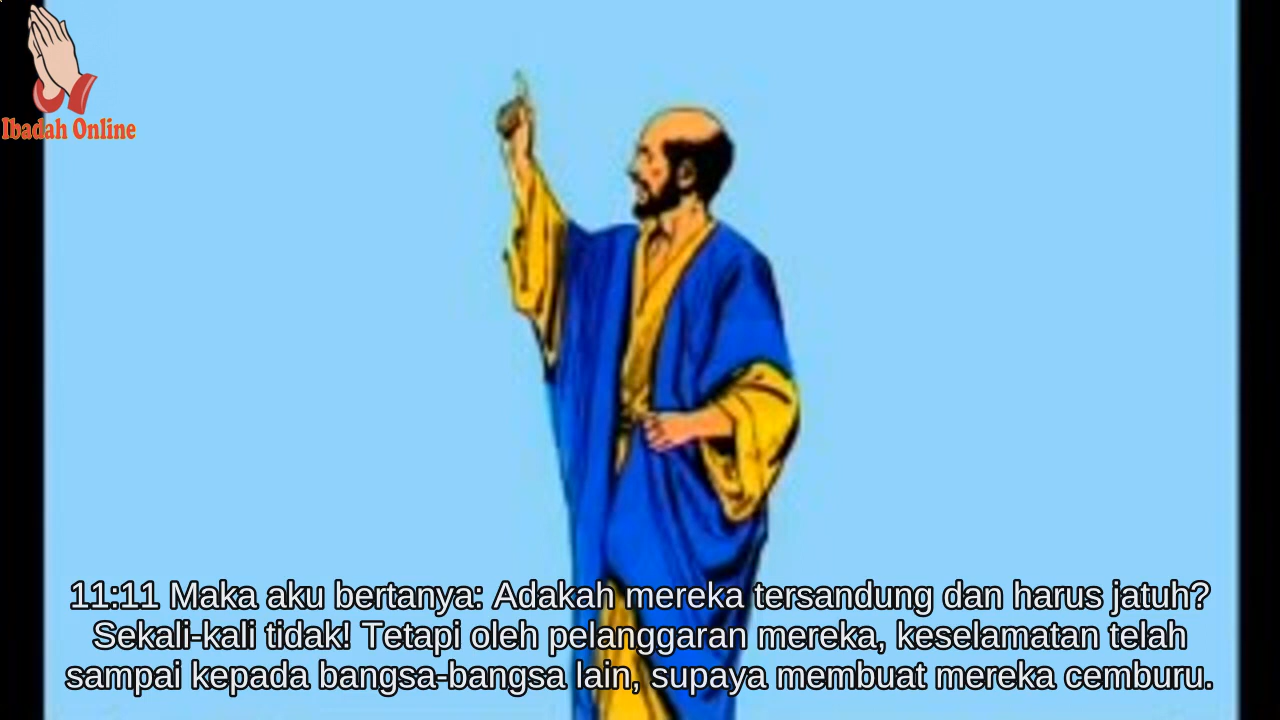 Ibadah Online
11:11 Maka aku bertanya: Adakah mereka tersandung dan harus jatuh?
Sekali-kali tidak! Tetapi oleh pelanggaran mereka, keselamatan telah
sampai kepada bangsa-bangsa lain, supaya membuat mereka cemburu.